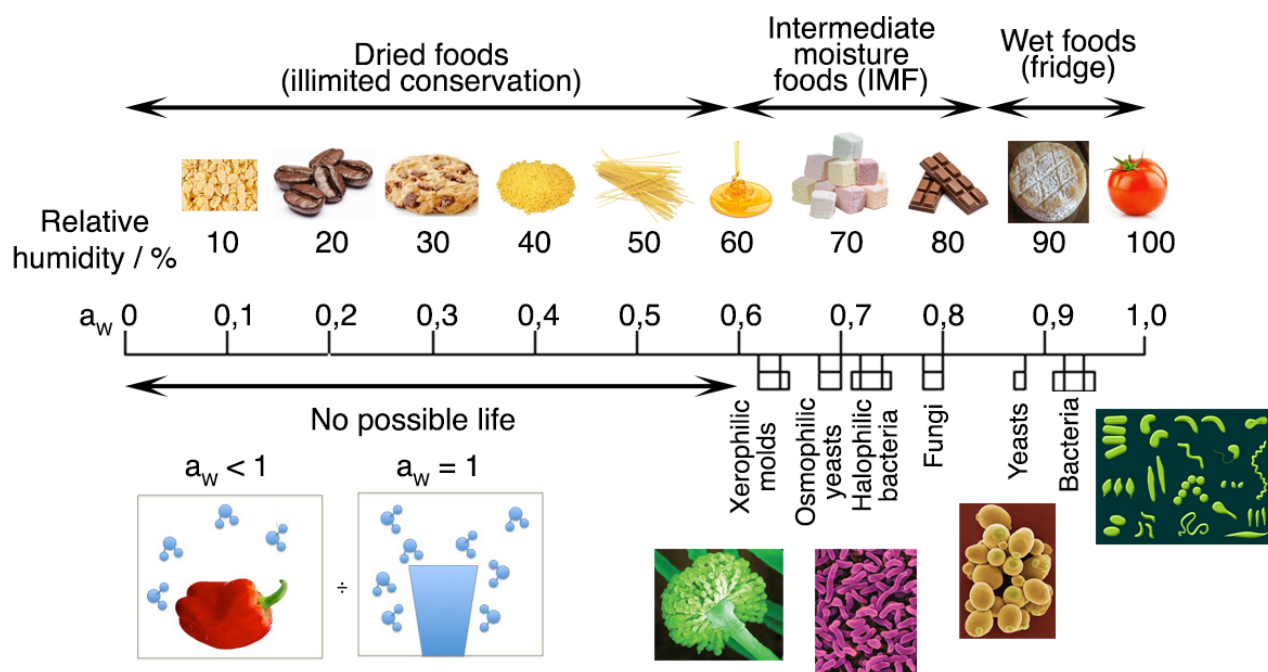 Dried foods
(illimited conservation)
Intermediate
moisture
foods (IMF)
Wet foods
(fridge)
Relative
humidity / %
10 20 30 40 50 60 70 80 90 100
aw 0 0,1 0,2 0,3 0,4 0,5 0,6 0,7 0,8 0,9 1,0
No possible life
Xerophilic
molds
Osmophilic
yeasts
Halophilic
bacteria
Fungi
Yeasts
Bacteria
aw < 1
÷
aw = 1